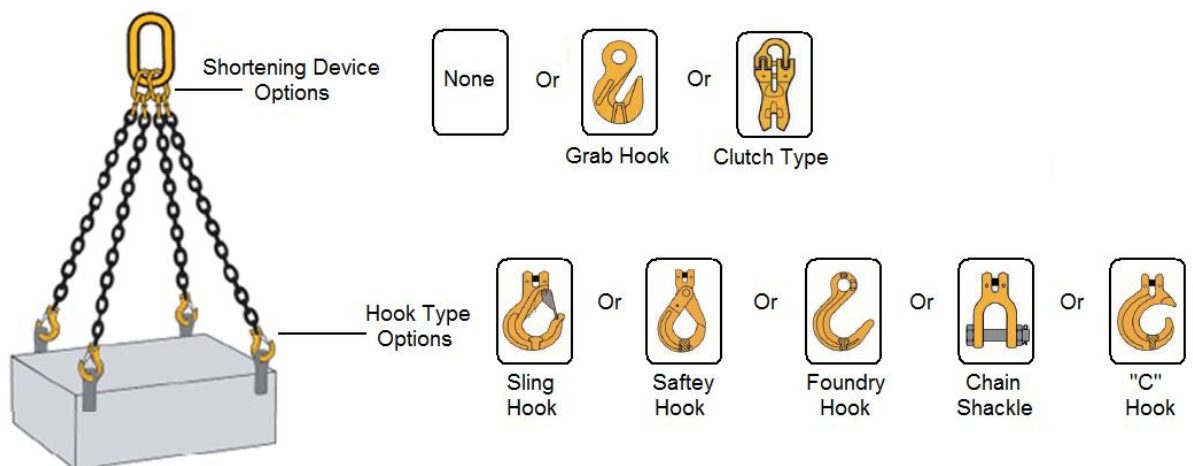 Shortening Device
Options
None
Or
Or
Grab Hook
Clutch Type
Hook Type
Options
Or
Or
Or
Or
Sling
Hook
Saftey
Hook
Foundry
Hook
Chain
Shackle
"C"
Hook